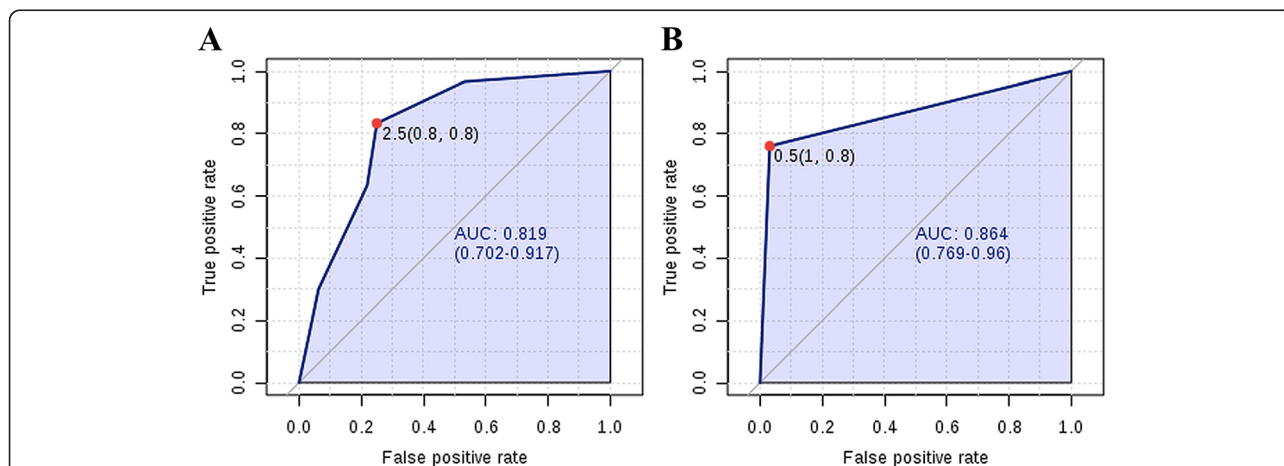 A
1.0
0.8
0.6
0.4
0.2
0.0
True positive rate
2.5(0.8, 0.8)
AUC: 0.819
(0.702-0.917)
0.0 0.2 0.4 0.6 0.8 1.0
False positive rate
B
1.0
0.8
0.6
0.4
0.2
0.0
True positive rate
0.5(1, 0.8)
AUC: 0.864
(0.769-0.96)
0.0 0.2 0.4 0.6 0.8 1.0
False positive rate